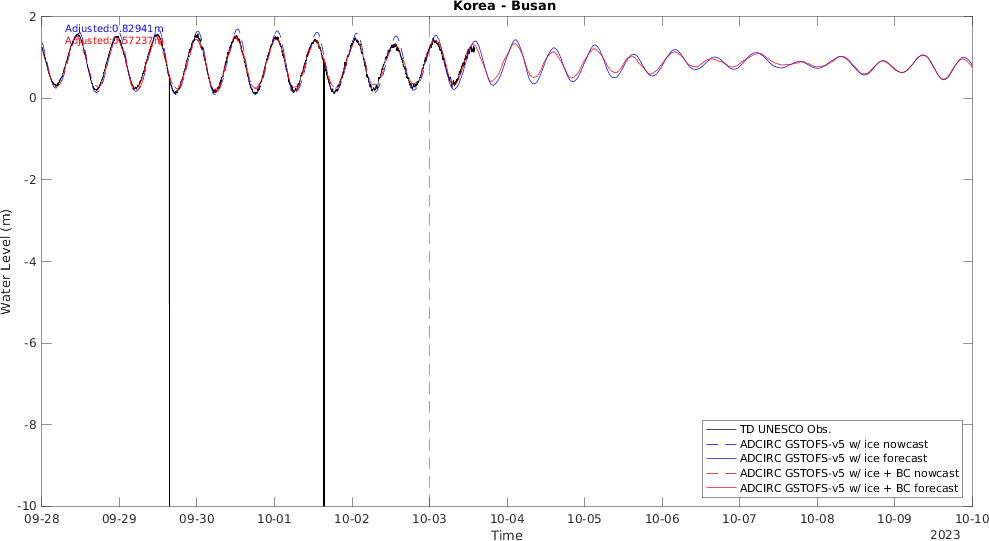 Korea - Busan
Adjusted:0.82941m
Adjusted:0.57237m
2
0
-2
-4
-6
-8
-10
Water Level (m)
TD UNESCO Obs.
ADCIRC GSTOFS-v5 w/ ice nowcast
ADCIRC GSTOFS-v5 w/ ice forecast
ADCIRC GSTOFS-v5 w/ ice + BC nowcast
ADCIRC GSTOFS-v5 w/ ice + BC forecast
09-28 09-29 09-30 10-01 10-02 10-03 10-04 10-05 10-06 10-07 10-08 10-09 10-10
Time
2023